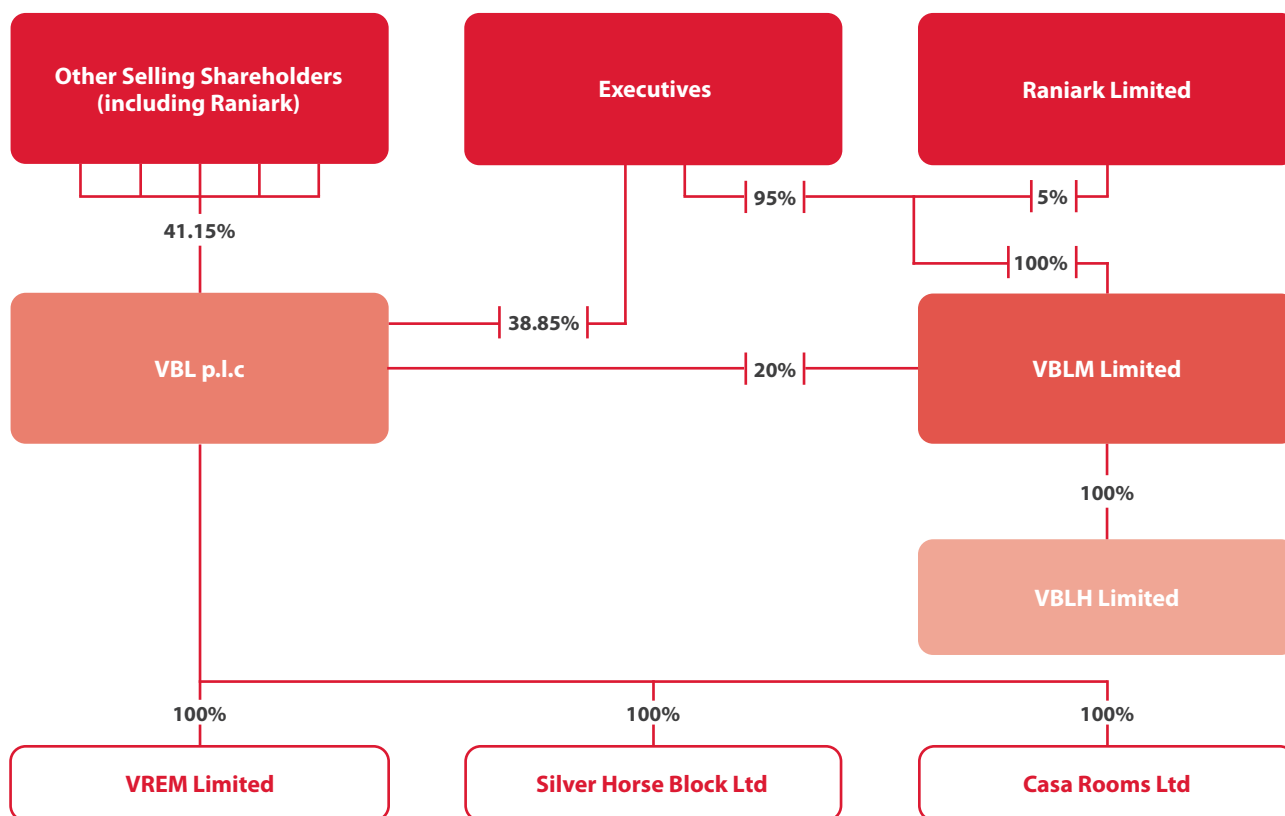 Other Selling Shareholders
(including Raniark)
Executives
Raniark Limited
95%
5%
41.15%
100%
38.85%
VBL p.l.c
20%
VBLM Limited
100%
VBLH Limited
100%
100%
100%
VREM Limited
Silver Horse Block Ltd
Casa Rooms Ltd